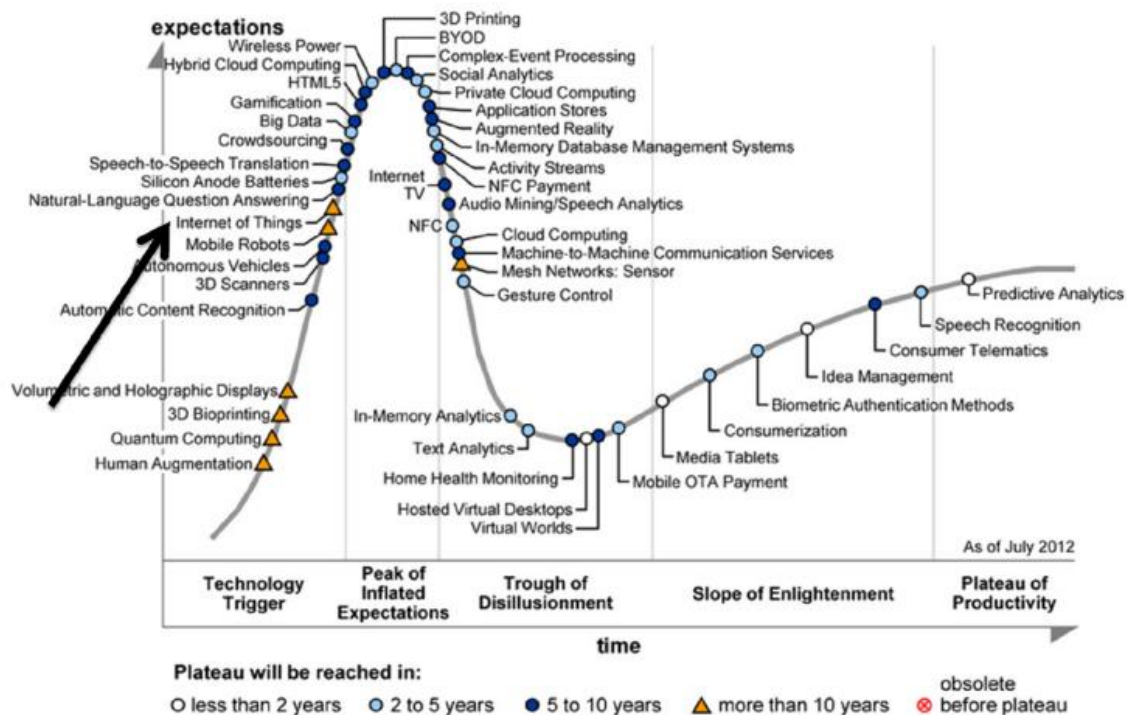 expectations
3D Printing
BYOD
Wireless Power
Complex-Event Processing
Hybrid Cloud Computing
Social Analytics
HTML5
Private Cloud Computing
Gamification
Application Stores
Big Data
Augmented Reality
Crowdsourcing
In-Memory Database Management Systems
Speech-to-Speech Translation
Activity Streams
Silicon Anode Batteries
NFC Payment
Natural-Language Question Answering
Internet
TV
Audio Mining/Speech Analytics
Internet of Things
NFC
Cloud Computing
Mobile Robots
Machine-to-Machine Communication Services
Autonomous Vehicles
Mesh Networks: Sensor
3D Scanners
Gesture Control
Automatic Content Recognition
Predictive Analytics
Speech Recognition
Consumer Telematics
Idea Management
Volumetric and Holographic Displays
Biometric Authentication Methods
3D Bioprinting
In-Memory Analytics
Consumerization
Quantum Computing
Text Analytics
Media Tablets
Human Augmentation
Home Health Monitoring
Mobile OTA Payment
Hosted Virtual Desktops
Virtual Worlds
As of July 2012
Technology
Trigger
Peak of
Inflated
Expectations
Trough of
Disillusionment
Slope of Enlightenment
Plateau of
Productivity
time
Plateau will be reached in:
less than 2 years
2 to 5 years
5 to 10 years
more than 10 years
obsolete
before plateau